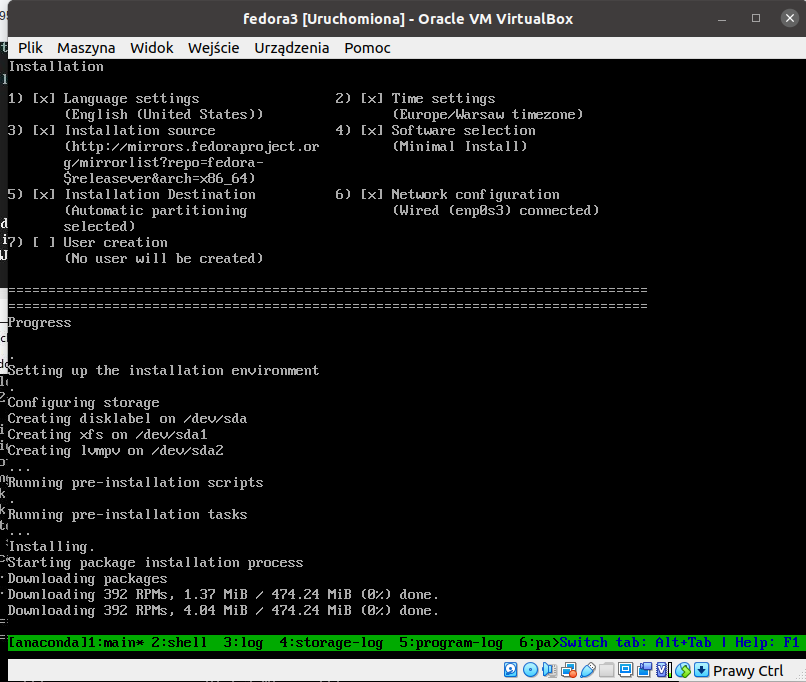 fedora3 [Uruchomiona] - Oracle VM VirtualBox
Plik Maszyna Widok Wejście Urządzenia Pomoc
Installation
1) [x] Language settings 2) [x] Time settings
(English (United States)) (Europe/Warsaw timezone)
3) [x] Installation source 4) [x] Software selection
(http://mirrors.fedoraproject.or (Minimal Install)
g/mirrorlist?repo=fedora-
$releasever&arch=x86_64)
5) [x] Installation Destination 6) [x] Network configuration
(Automatic partitioning (Wired (enp0s3) connected)
selected)
7) [ ] User creation
(No user will be created)
================================================================================
================================================================================
Progress
.
Setting up the installation environment
.
Configuring storage
Creating disklabel on /dev/sda
Creating xfs on /dev/sda1
Creating lvmpv on /dev/sda2
...
Running pre-installation scripts
.
Running pre-installation tasks
...
Installing.
Starting package installation process
Downloading packages
Downloading 392 RPMs, 1.37 MiB / 474.24 MiB (0%) done.
Downloading 392 RPMs, 4.04 MiB / 474.24 MiB (0%) done.
[anaconda]1:main* 2:shell 3:log 4:storage-log 5:program-log 6:pa>Switch tab: Alt+Tab | Help: F1
Prawy Ctrl